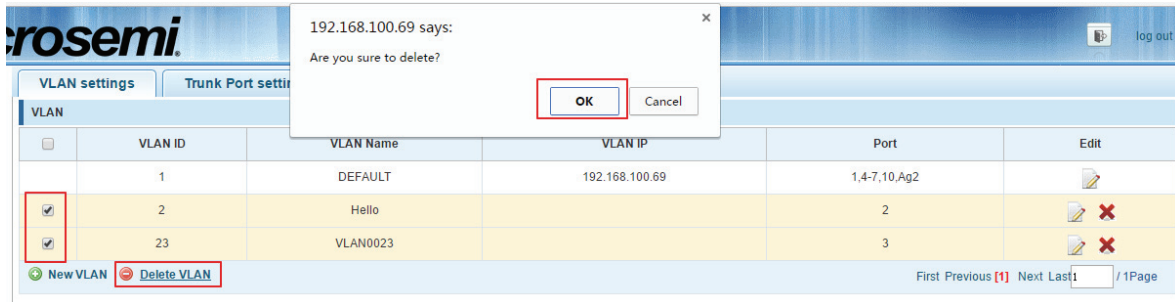 192.168.100.69 says:
Are you sure to delete?
OK Cancel
rosemi.
log out
VLAN settings Trunk Port settin
VLAN
VLAN ID VLAN Name VLAN IP Port Edit
1 DEFAULT 192.168.100.69 1,4-7,10,Ag2
2 Hello 2
23 VLAN0023 3
New VLAN Delete VLAN First Previous [1] Next Last 1 / 1Page